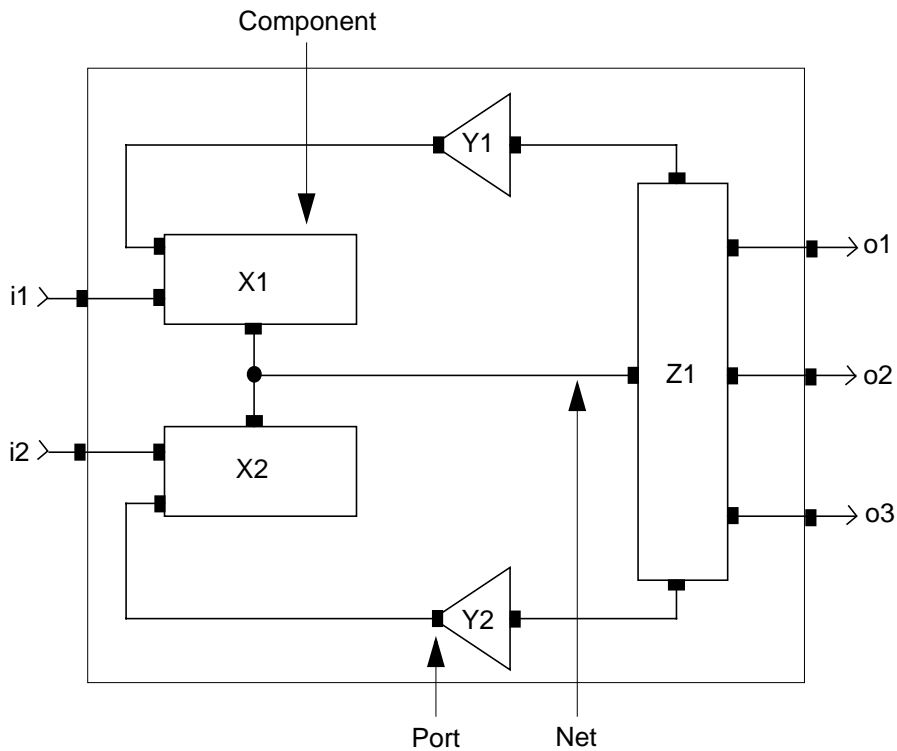 Component
Y1
o1
X1
i1
Z1
o2
i2
X2
o3
Y2
Port
Net